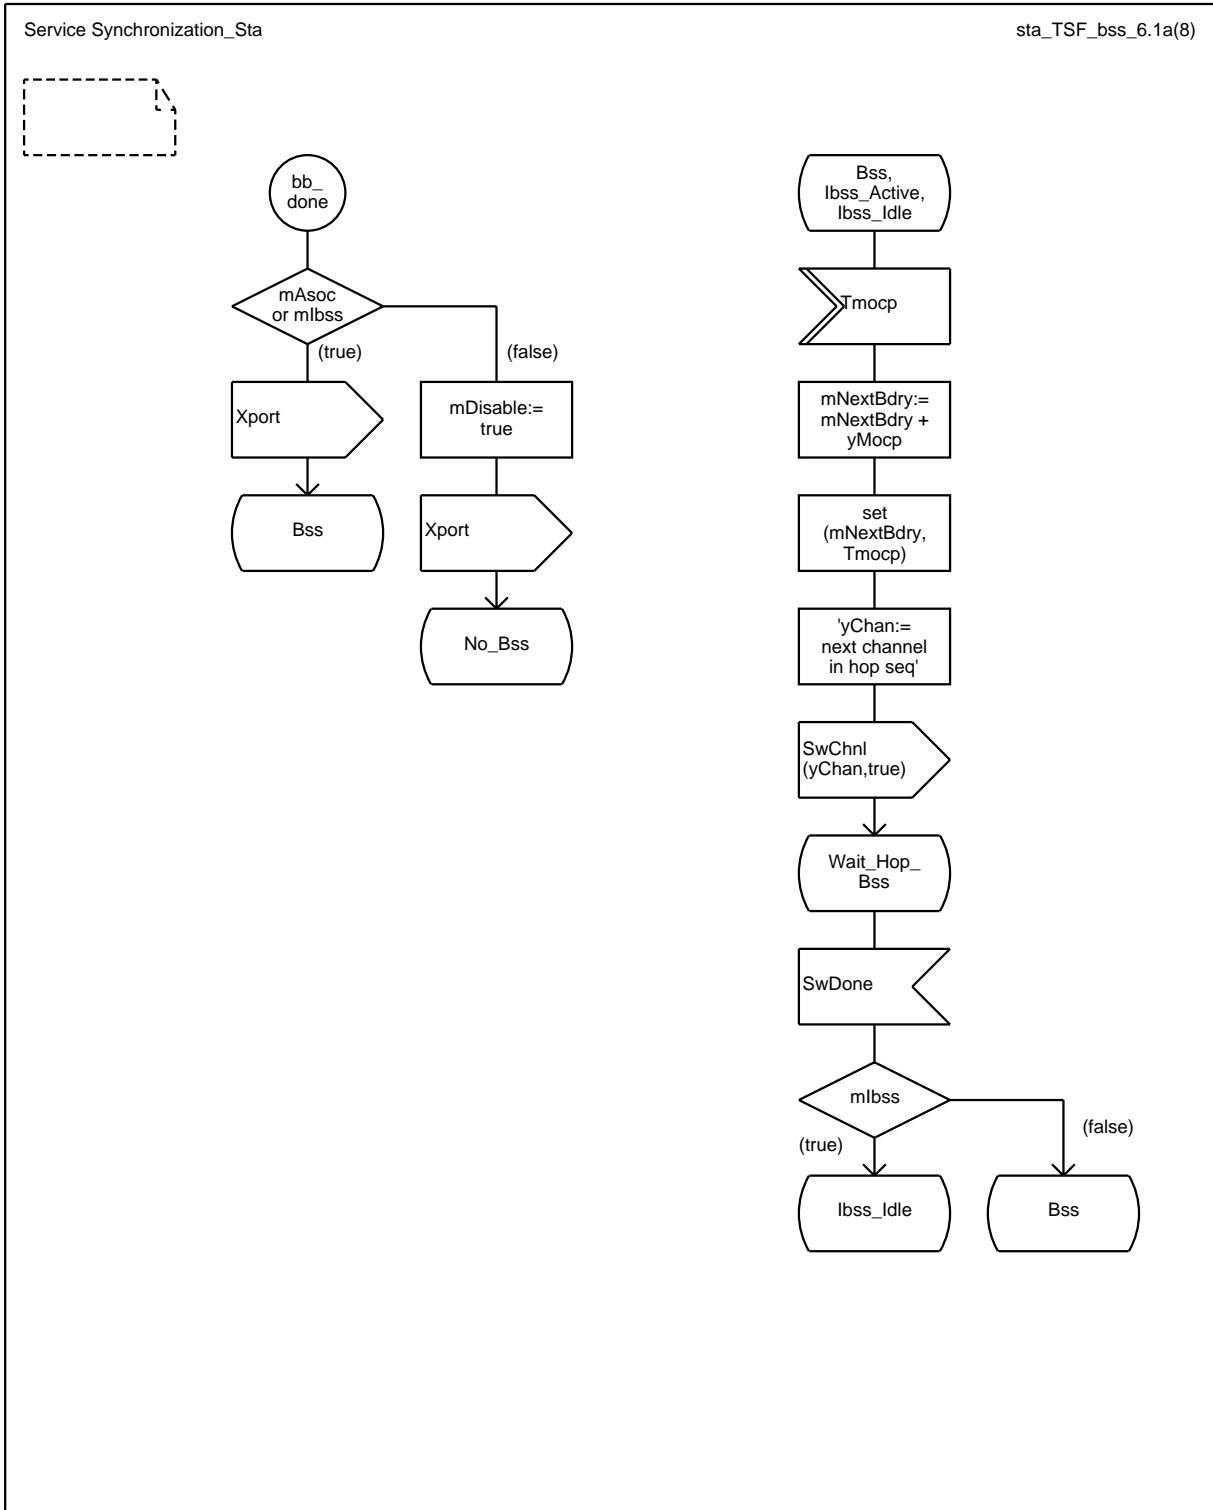 Service Synchronization_Sta
sta_TSF_bss_6.1a(8)
bb_
done
mAsoc
or mIbss
(true)
(false)
Xport
mDisable:=
true
Bss
Xport
No_Bss
Bss,
Ibss_Active,
Ibss_Idle
Tmocp
mNextBdry:=
mNextBdry +
yMocp
set
(mNextBdry,
Tmocp)
'yChan:=
next channel
in hop seq'
SwChnl
(yChan,true)
Wait_Hop_
Bss
SwDone
mIbss
(true)
(false)
Ibss_Idle
Bss